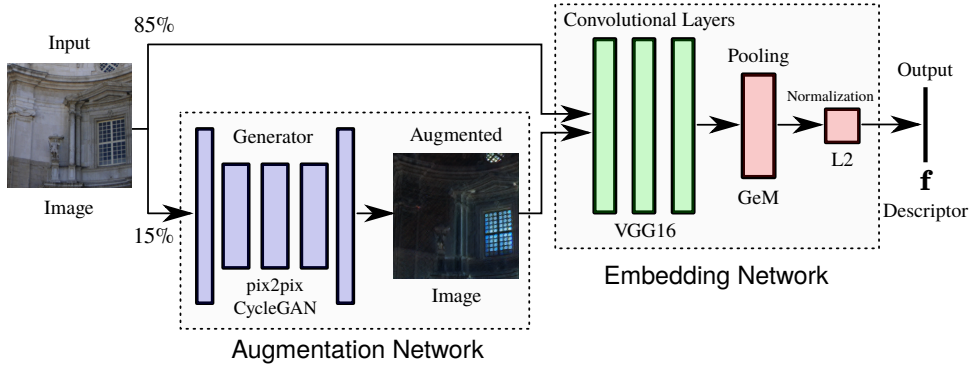 Input
Image
85%
15%
Generator
pix2pix
CycleGAN
Augmented
Image
Augmentation Network
Convolutional Layers
VGG16
Pooling
GeM
Normalization
L2
Embedding Network
Output
f
Descriptor